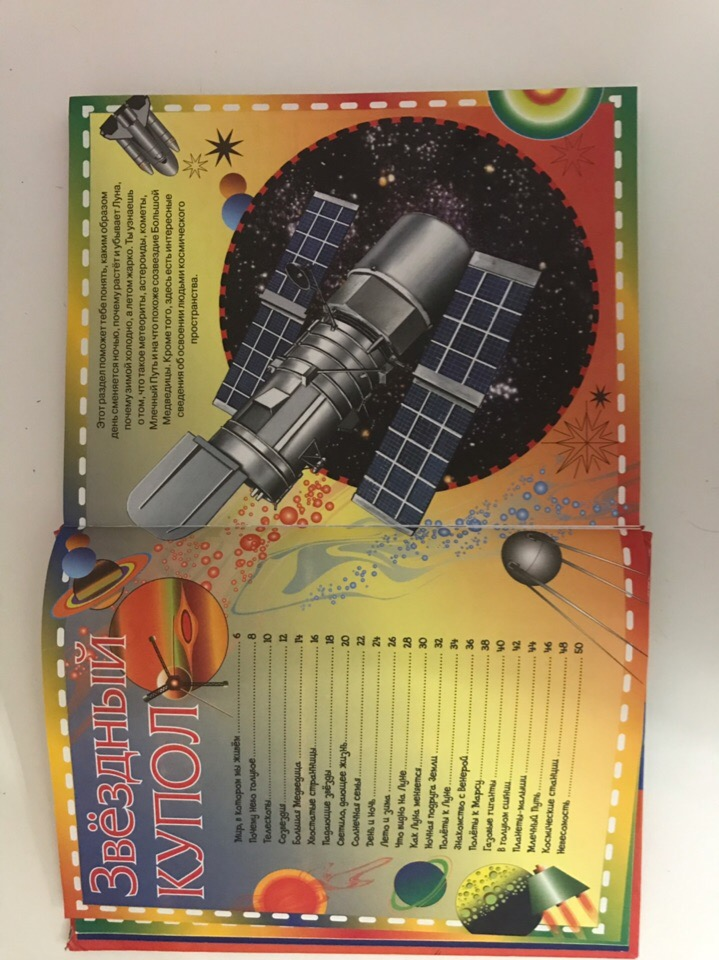 Звёздный
купол
Мир, в котором мы живём 6
Почему небо голубое 8
Телескопы 10
Созвездия 12
Большая Медведица 14
Хвостатые странницы 16
Падающие звёзды 18
Светило, дающее жизнь 20
Солнечная семья 22
День и ночь 24
Лето и зима 26
Что видно на Луне 28
Как Луна меняется 30
Ночная подруга Земли 32
Полёты к Луне 34
Знакомство с Венерой 36
Полёты к Марсу 38
Газовые гиганты 40
В голубом сиянии 42
Планеты-малыши 44
Млечный Путь 46
Космические станции 48
Невесомость 50
Этот раздел поможет тебе понять, каким образом
день сменяется ночью, почему растёт и убывает Луна,
почему зимой холодно, а летом жарко. Ты узнаешь
о том, что такое метеориты, астероиды, кометы,
Млечный Путь и на что похоже созвездие Большой
Медведицы. Кроме того, здесь есть интересные
сведения об освоении людьми космического
пространства.